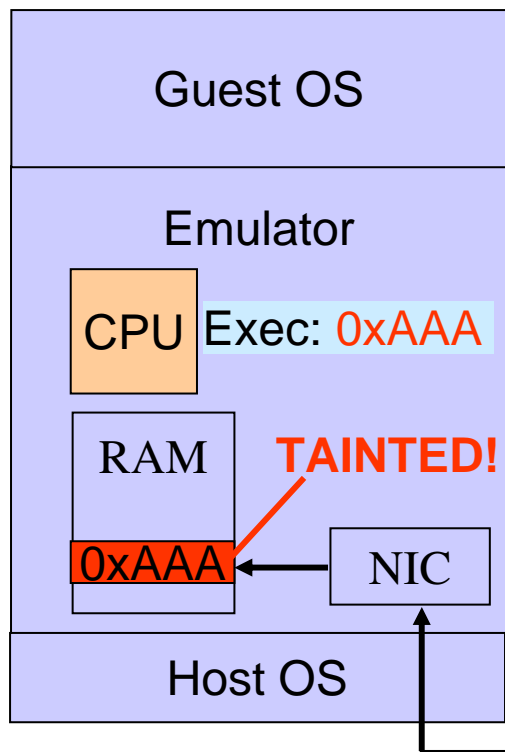 Guest OS
Emulator
CPU Exec: 0xAAA
RAM TAINTED!
0xAAA NIC
Host OS